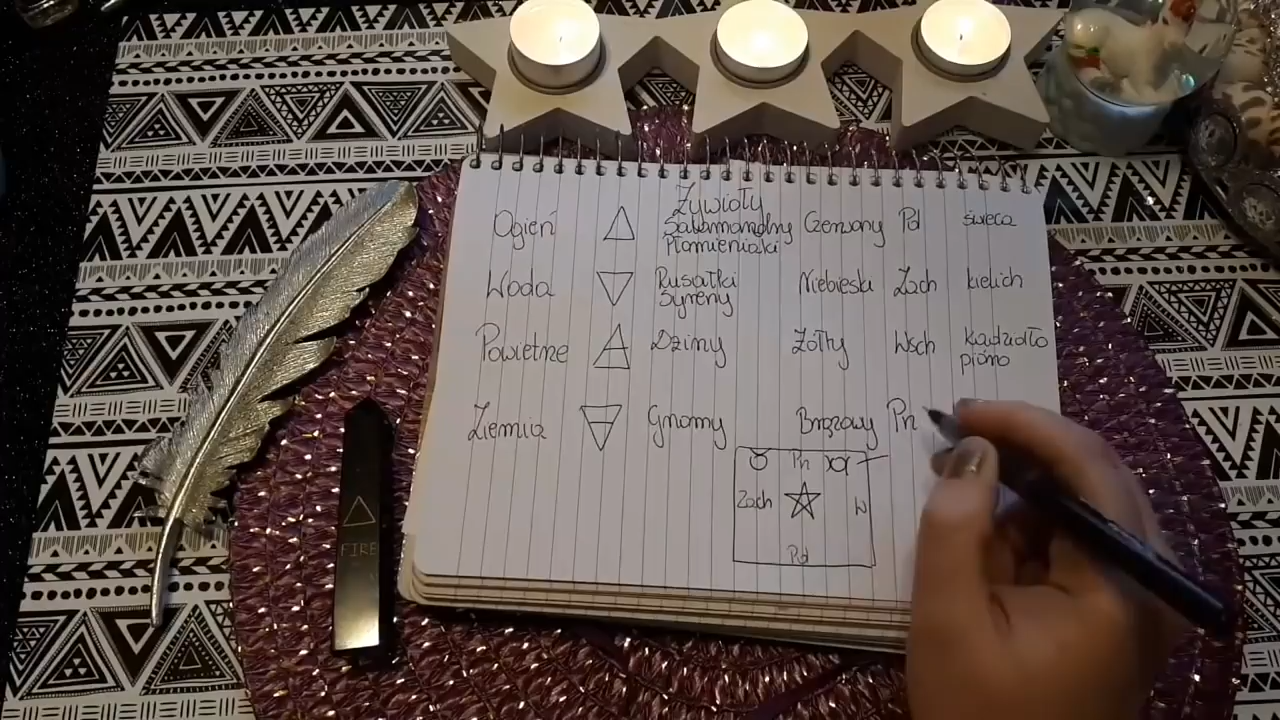 Żywioły
Ogień Salamandry Czerwony Pd świeca
Płomieniaki
Woda Rusałki Niebieski Zach kielich
Syreny
Powietrze Dżiny Żółty Wsch Kadzidło
pióro
Ziemia Gnomy Brązowy Pn
Pn
Zach W
Pd
FIRE